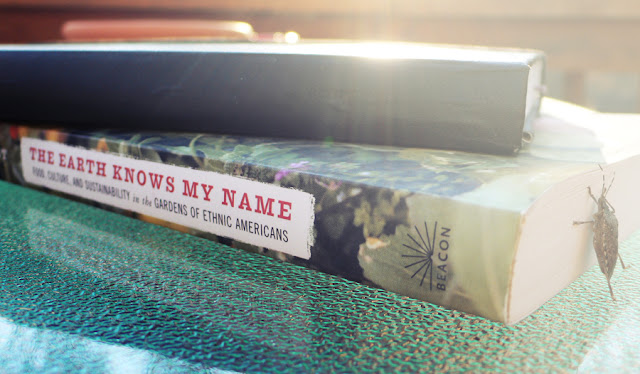 THE EARTH KNOWS MY NAME
FOOD, CULTURE, AND SUSTAINABILITY in the GARDENS OF ETHNIC AMERICANS
BEACON